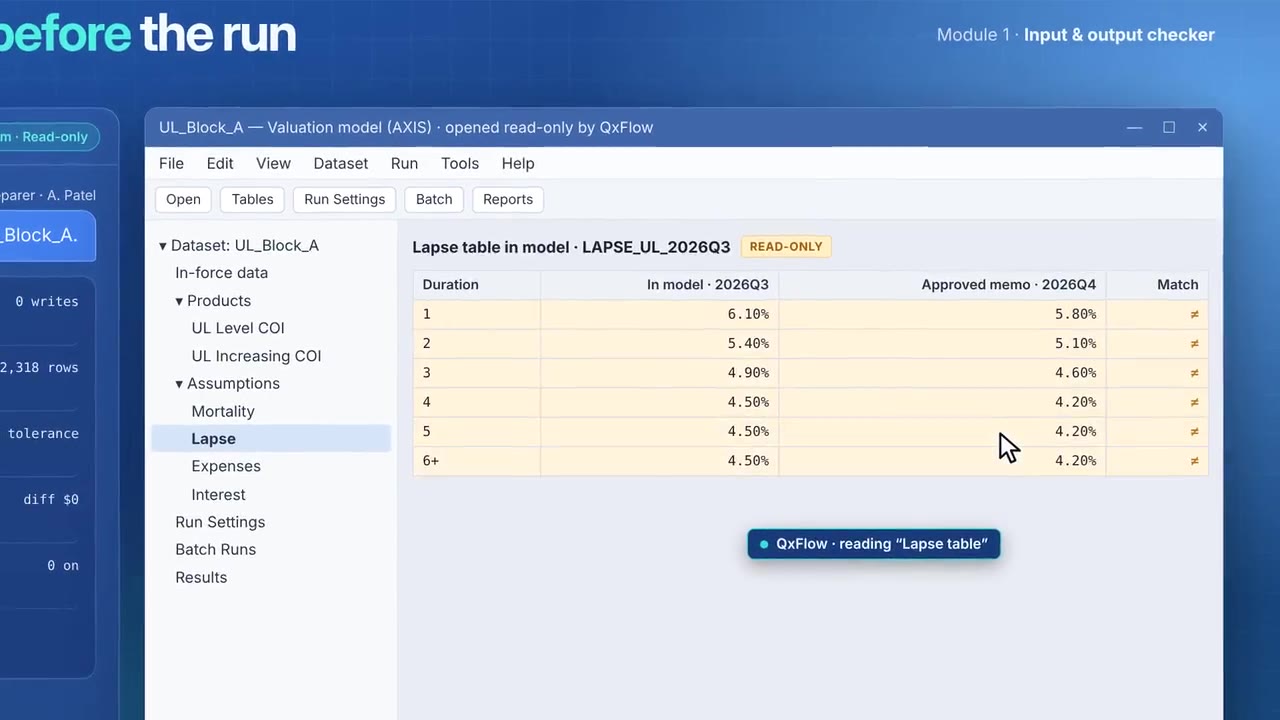 before the run
Module 1 · Input & output checker
m · Read-only
parer · A. Patel
_Block_A.
0 writes
2,318 rows
tolerance
diff $0
0 on
UL_Block_A — Valuation model (AXIS) · opened read-only by QxFlow
File Edit View Dataset Run Tools Help
Open Tables Run Settings Batch Reports
▾ Dataset: UL_Block_A
In-force data
▾ Products
UL Level COI
UL Increasing COI
▾ Assumptions
Mortality
Lapse
Expenses
Interest
Run Settings
Batch Runs
Results
Lapse table in model · LAPSE_UL_2026Q3 READ-ONLY
Duration In model · 2026Q3 Approved memo · 2026Q4 Match
1 6.10% 5.80% ≠
2 5.40% 5.10% ≠
3 4.90% 4.60% ≠
4 4.50% 4.20% ≠
5 4.50% 4.20% ≠
6+ 4.50% 4.20% ≠
QxFlow · reading “Lapse table”